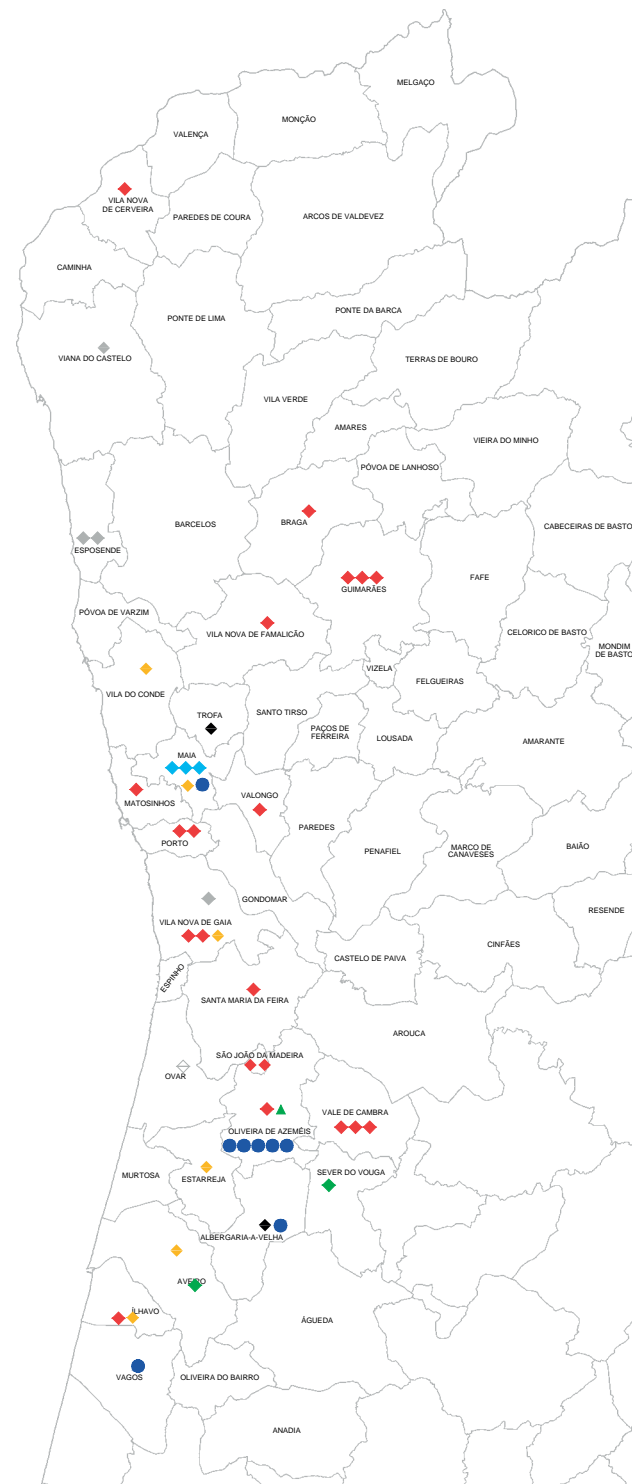 MELGAÇO
MONÇÃO
VALENÇA
VILA NOVA
DE CERVEIRA
PAREDES DE COURA
ARCOS DE VALDEVEZ
CAMINHA
PONTE DA BARCA
PONTE DE LIMA
VIANA DO CASTELO
TERRAS DE BOURO
VILA VERDE
AMARES
VIEIRA DO MINHO
PÓVOA DE LANHOSO
BARCELOS
BRAGA
CABECEIRAS DE BASTO
ESPOSENDE
FAFE
GUIMARÃES
PÓVOA DE VARZIM
VILA NOVA DE FAMALICÃO
CELORICO DE BASTO
MONDIM
DE BASTO
VIZELA
FELGUEIRAS
VILA DO CONDE
TROFA
SANTO TIRSO
PAÇOS DE
FERREIRA
LOUSADA
AMARANTE
MAIA
VALONGO
MATOSINHOS
PAREDES
PORTO
PENAFIEL
MARCO DE
CANAVESES
BAIÃO
GONDOMAR
RESENDE
VILA NOVA DE GAIA
CINFÃES
CASTELO DE PAIVA
ESPINHO
SANTA MARIA DA FEIRA
AROUCA
SÃO JOÃO DA MADEIRA
OVAR
VALE DE CAMBRA
OLIVEIRA DE AZEMÉIS
SEVER DO VOUGA
MURTOSA
ESTARREJA
ALBERGARIA-A-VELHA
AVEIRO
ÍLHAVO
ÁGUEDA
VAGOS
OLIVEIRA DO BAIRRO
ANADIA